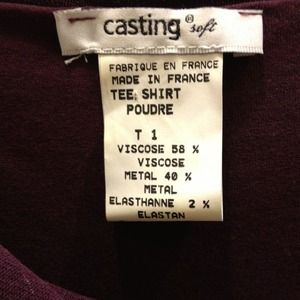 casting® soft
FABRIQUE EN FRANCE
MADE IN FRANCE
TEE SHIRT
POUDRE
T 1
VISCOSE 58 %
VISCOSE
METAL 40 %
METAL
ELASTHANNE 2 %
ELASTAN